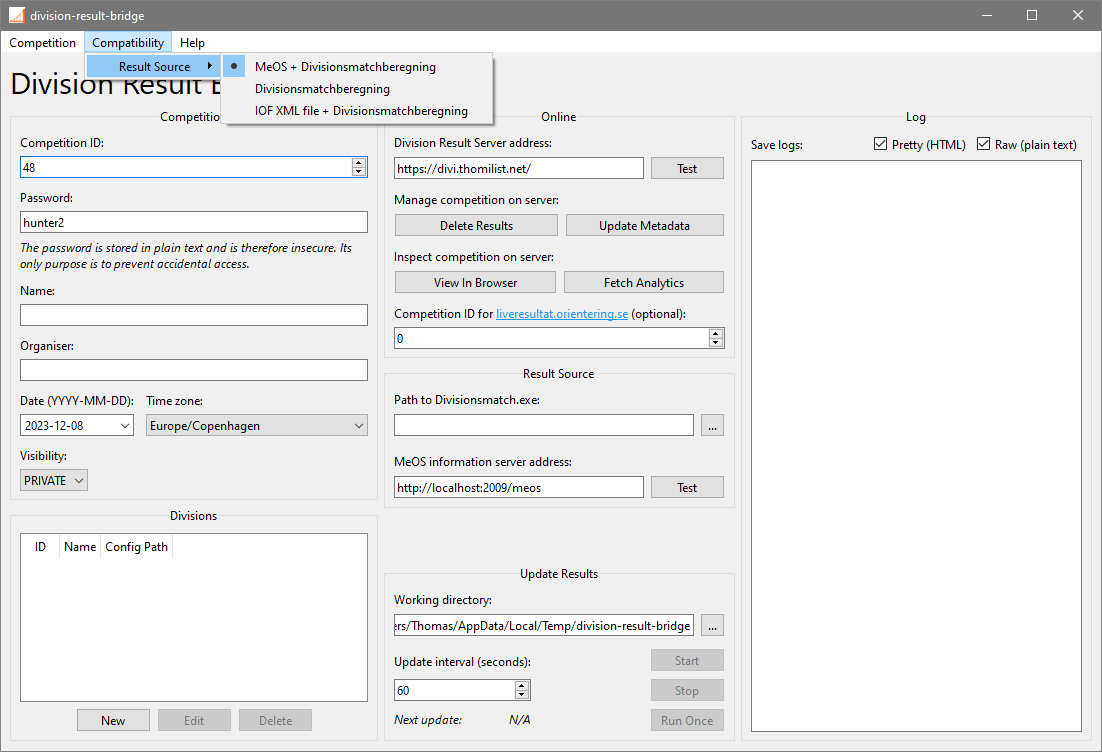 division-result-bridge
Competition Compatibility Help
Result Source
MeOS + Divisionsmatchberegning
Divisionsmatchberegning
IOF XML file + Divisionsmatchberegning
Division Result
Competition ID:
48
Password:
hunter2
The password is stored in plain text and is therefore insecure. Its
only purpose is to prevent accidental access.
Name:
Organiser:
Date (YYYY-MM-DD): Time zone:
2023-12-08 Europe/Copenhagen
Visibility:
PRIVATE
Divisions
ID Name Config Path
New Edit Delete
Online
Division Result Server address:
https://divi.thomilist.net/ Test
Manage competition on server:
Delete Results Update Metadata
Inspect competition on server:
View In Browser Fetch Analytics
Competition ID for liveresultat.orientering.se (optional):
0
Result Source
Path to Divisionsmatch.exe:
...
MeOS information server address:
http://localhost:2009/meos Test
Update Results
Working directory:
ers/Thomas/AppData/Local/Temp/division-result-bridge ...
Update interval (seconds): Start
60 Stop
Next update: N/A Run Once
Log
Save logs: Pretty (HTML) Raw (plain text)